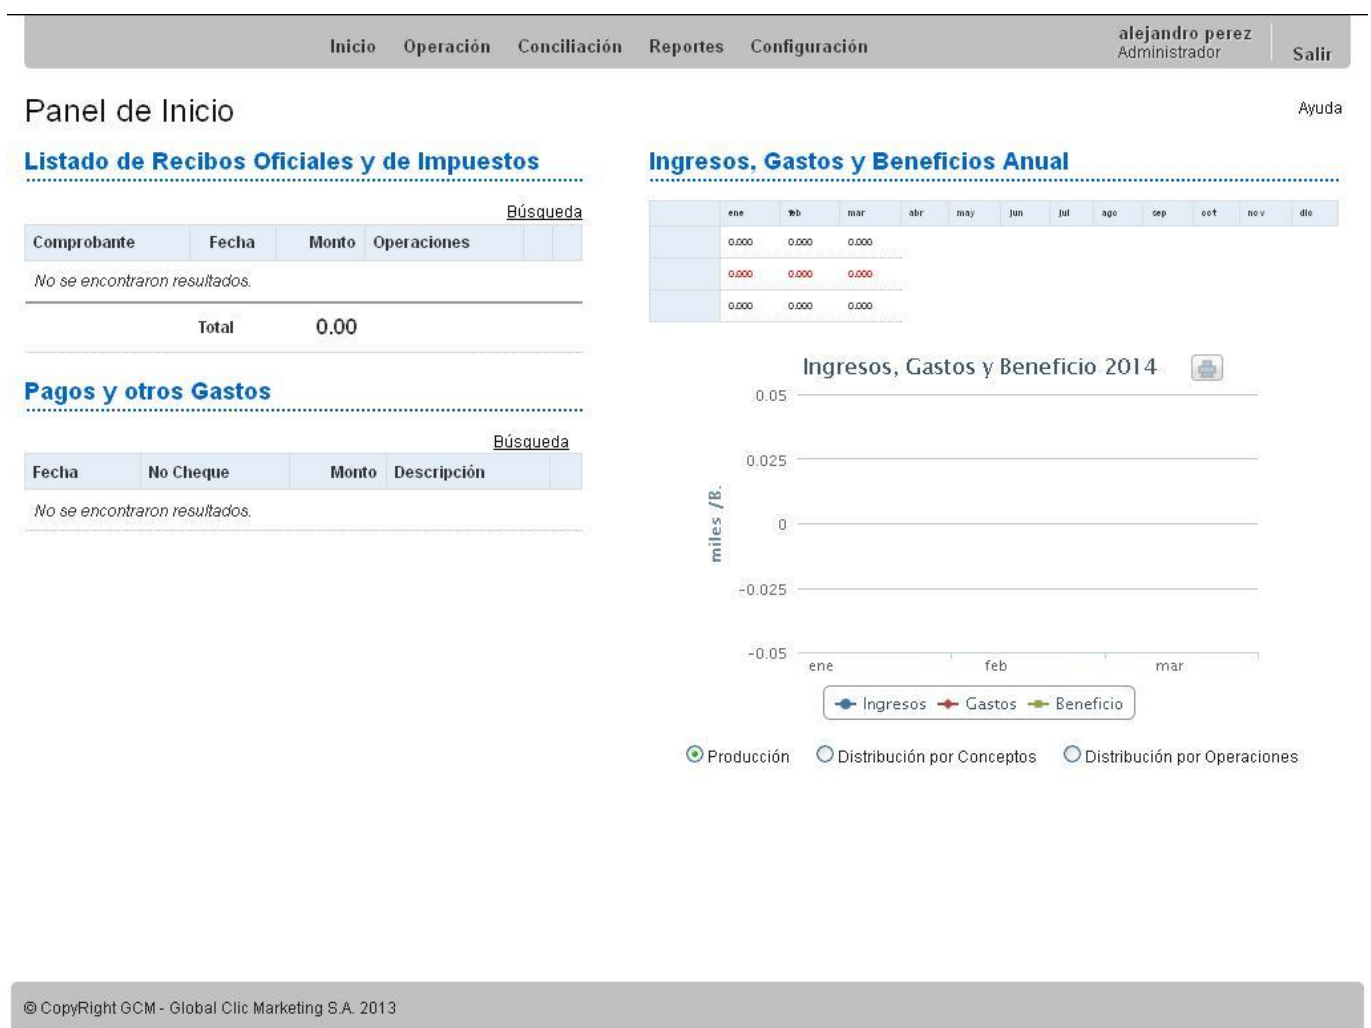 Inicio Operación Conciliación Reportes Configuración alejandro perez
Administrador Salir
Panel de Inicio Ayuda
Listado de Recibos Oficiales y de Impuestos
Búsqueda
Comprobante Fecha Monto Operaciones
No se encontraron resultados.
Total 0.00
Pagos y otros Gastos
Búsqueda
Fecha No Cheque Monto Descripción
No se encontraron resultados.
Ingresos, Gastos y Beneficios Anual
ene feb mar abr may jun jul ago sep oct nov dic
0.000 0.000 0.000
0.000 0.000 0.000
0.000 0.000 0.000
Ingresos, Gastos y Beneficio 2014
0.05
0.025
0
-0.025
-0.05
miles /B.
ene feb mar
Ingresos Gastos Beneficio
Producción Distribución por Conceptos Distribución por Operaciones
© CopyRight GCM - Global Clic Marketing S.A. 2013